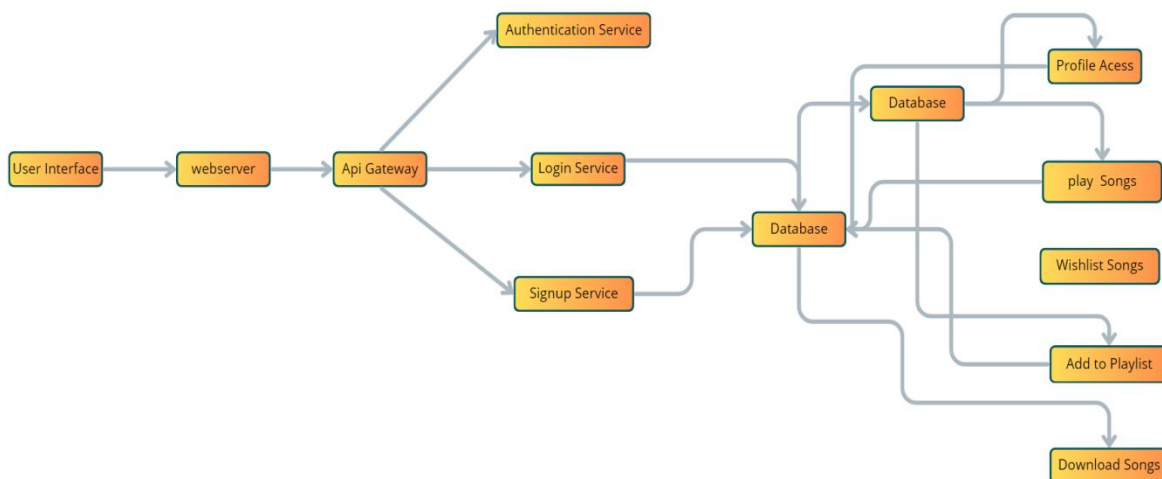 Authentication Service
Profile Acess
Database
User Interface
webserver
Api Gateway
Login Service
play Songs
Database
Wishlist Songs
Signup Service
Add to Playlist
Download Songs